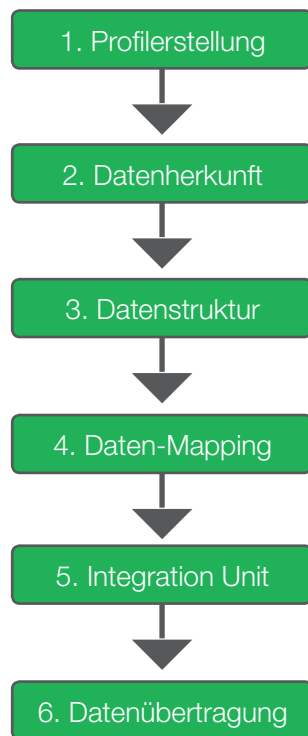 1. Profilerstellung
2. Datenherkunft
3. Datenstruktur
4. Daten-Mapping
5. Integration Unit
6. Datenübertragung